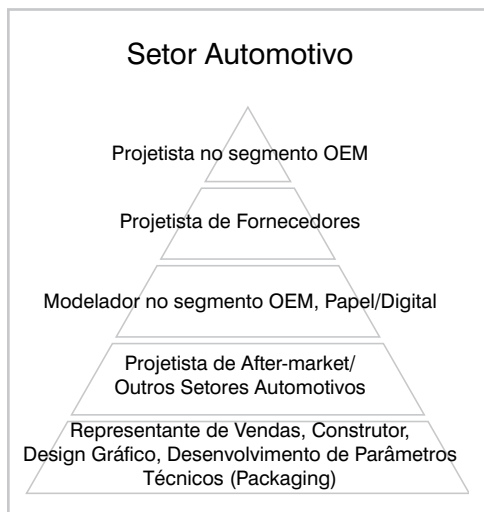 Setor Automotivo
Projetista no segmento OEM
Projetista de Fornecedores
Modelador no segmento OEM, Papel/Digital
Projetista de After-market/
Outros Setores Automotivos
Representante de Vendas, Construtor,
Design Gráfico, Desenvolvimento de Parâmetros
Técnicos (Packaging)